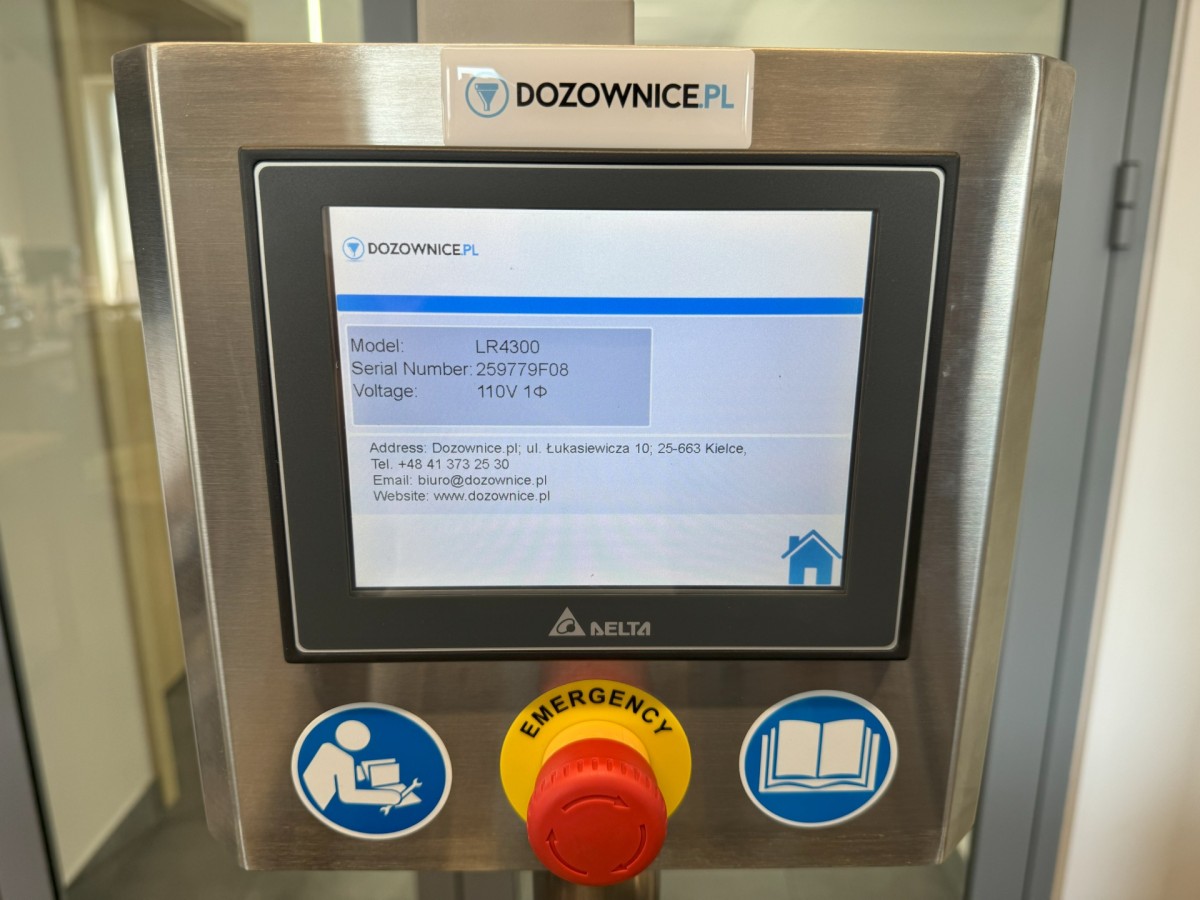 DOZOWNICE.PL
DOZOWNICE.PL
Model: LR4300
Serial Number: 259779F08
Voltage: 110V 1Φ
Address: Dozownice.pl; ul. Łukasiewicza 10; 25-663 Kielce,
Tel. +48 41 373 25 30
Email: biuro@dozownice.pl
Website: www.dozownice.pl
DELTA
EMERGENCY